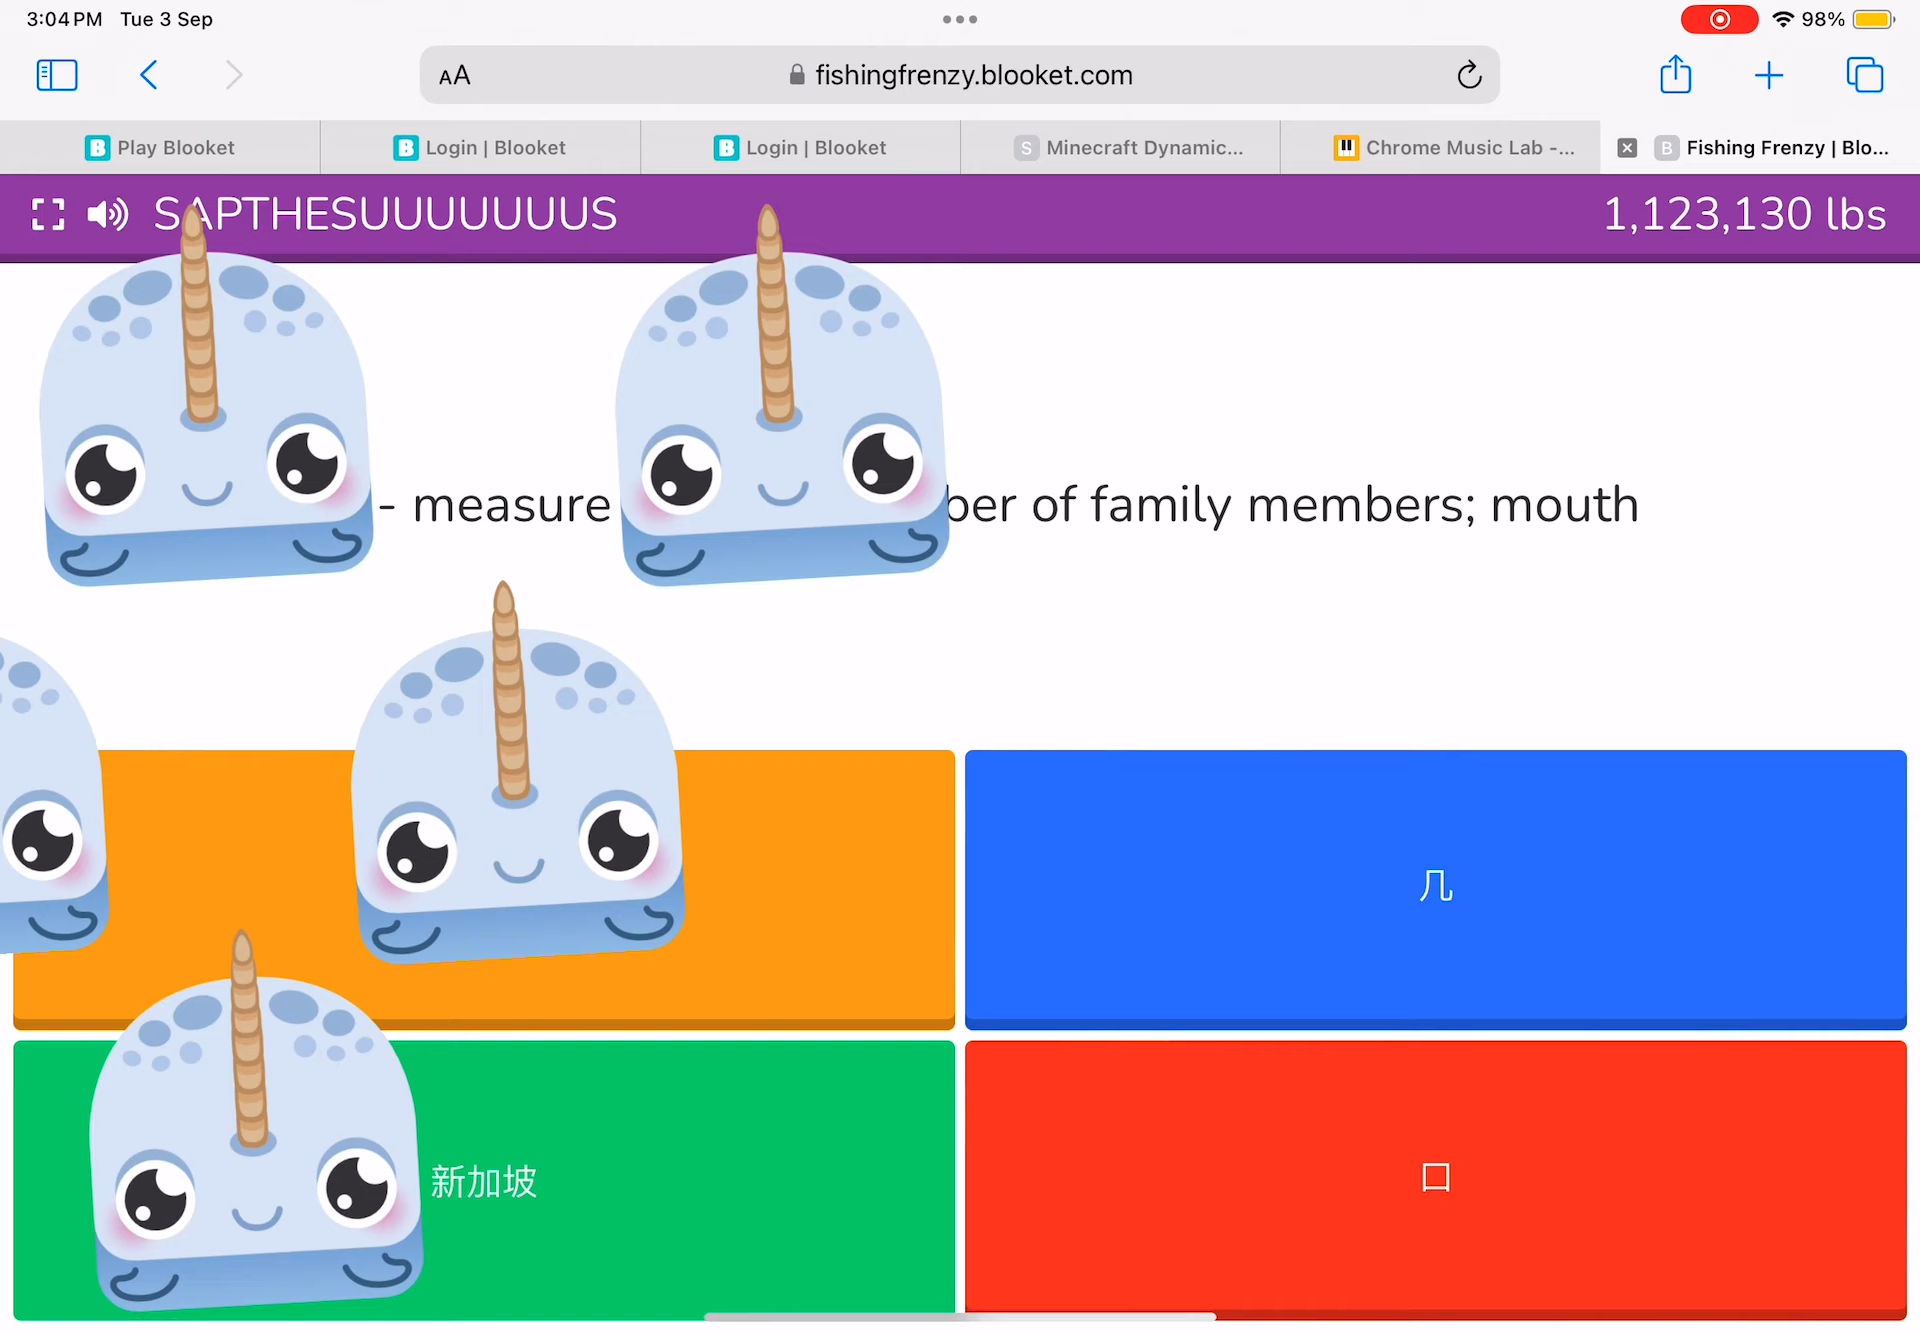 3:04 PM Tue 3 Sep
98%
AA
fishingfrenzy.blooket.com
Play Blooket
Login | Blooket
Login | Blooket
Minecraft Dynamic...
Chrome Music Lab -...
Fishing Frenzy | Blo...
SAPTHESUUUUUUUS
1,123,130 lbs
- measure ber of family members; mouth
几
新加坡
口